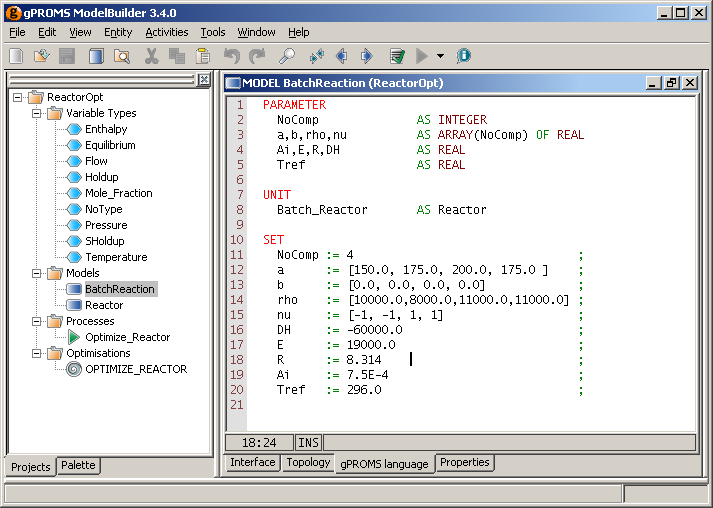 gPROMS ModelBuilder 3.4.0
File Edit View Entity Activities Tools Window Help
ReactorOpt
Variable Types
Enthalpy
Equilibrium
Flow
Holdup
Mole_Fraction
NoType
Pressure
SHoldup
Temperature
Models
BatchReaction
Reactor
Processes
Optimize_Reactor
Optimisations
OPTIMIZE_REACTOR
Projects Palette
MODEL BatchReaction (ReactorOpt)
1 PARAMETER
2 NoComp AS INTEGER
3 a,b,rho,nu AS ARRAY(NoComp) OF REAL
4 Ai,E,R,DH AS REAL
5 Tref AS REAL
6
7 UNIT
8 Batch_Reactor AS Reactor
9
10 SET
11 NoComp := 4 ;
12 a := [150.0, 175.0, 200.0, 175.0 ] ;
13 b := [0.0, 0.0, 0.0, 0.0] ;
14 rho := [10000.0,8000.0,11000.0,11000.0] ;
15 nu := [-1, -1, 1, 1] ;
16 DH := -60000.0 ;
17 E := 19000.0 ;
18 R := 8.314 ;
19 Ai := 7.5E-4 ;
20 Tref := 296.0 ;
21
18:24 INS
Interface Topology gPROMS language Properties